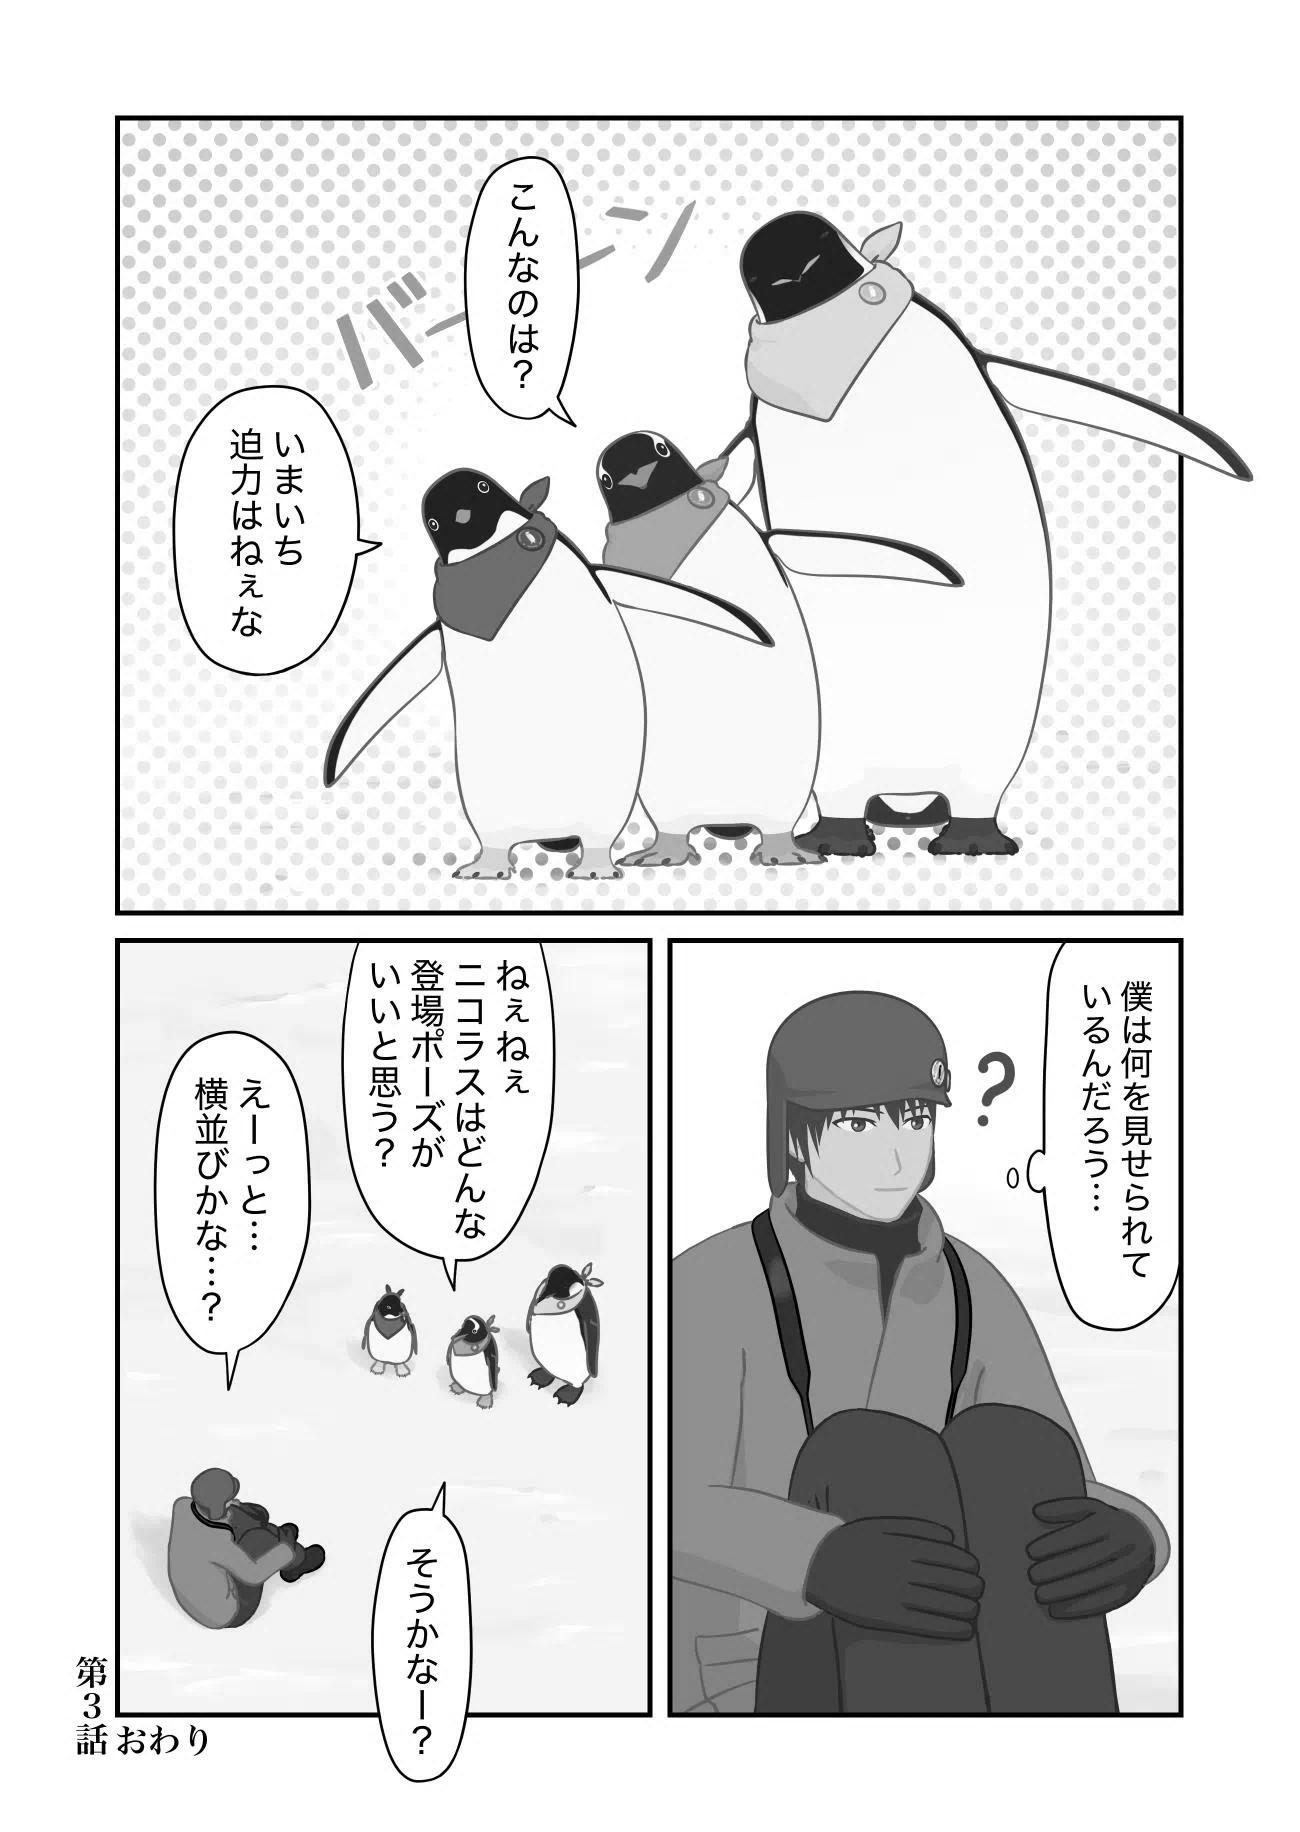 バーーン
こんなのは？
いまいち
迫力はねぇな
僕は何を見せられて
いるんだろう…
？
ねぇねぇ
ニコラスはどんな
登場ポーズが
いいと思う？
えーっと…
横並びかな…？
そうかなー？
第３話 おわり